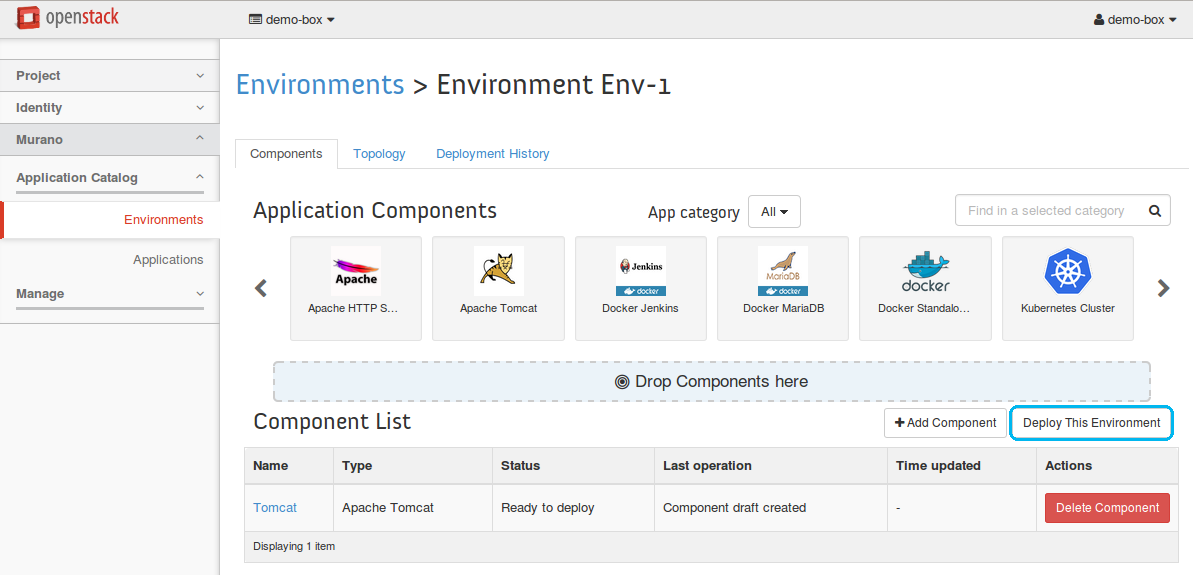 openstack
demo-box
demo-box
Project
Identity
Murano
Application Catalog
Environments
Applications
Manage
Environments > Environment Env-1
Components Topology Deployment History
Application Components
App category All
Find in a selected category
Apache
Apache HTTP S...
Apache Tomcat
Jenkins
docker
Docker Jenkins
MariaDB
docker
Docker MariaDB
docker
Docker Standalo...
Kubernetes Cluster
Drop Components here
Component List
+ Add Component
Deploy This Environment
Name Type Status Last operation Time updated Actions
Tomcat Apache Tomcat Ready to deploy Component draft created - Delete Component
Displaying 1 item